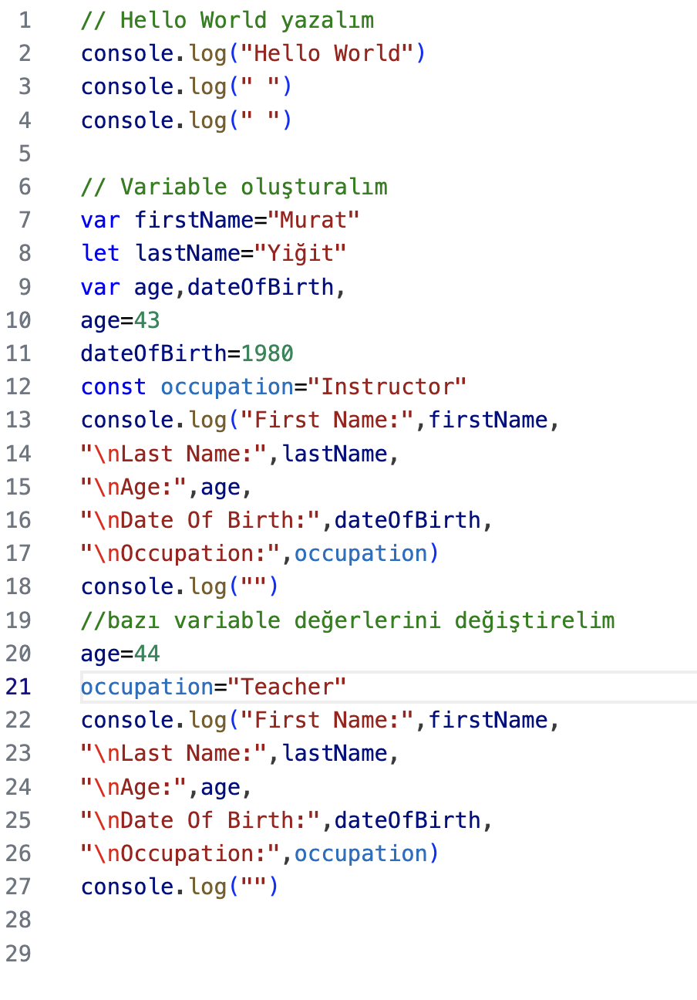 1 // Hello World yazalım
2 console.log("Hello World")
3 console.log(" ")
4 console.log(" ")
5
6 // Variable oluşturalım
7 var firstName="Murat"
8 let lastName="Yiğit"
9 var age,dateOfBirth,
10 age=43
11 dateOfBirth=1980
12 const occupation="Instructor"
13 console.log("First Name:",firstName,
14 "\nLast Name:",lastName,
15 "\nAge:",age,
16 "\nDate Of Birth:",dateOfBirth,
17 "\nOccupation:",occupation)
18 console.log("")
19 //bazı variable değerlerini değiştirelim
20 age=44
21 occupation="Teacher"
22 console.log("First Name:",firstName,
23 "\nLast Name:",lastName,
24 "\nAge:",age,
25 "\nDate Of Birth:",dateOfBirth,
26 "\nOccupation:",occupation)
27 console.log("")
28
29